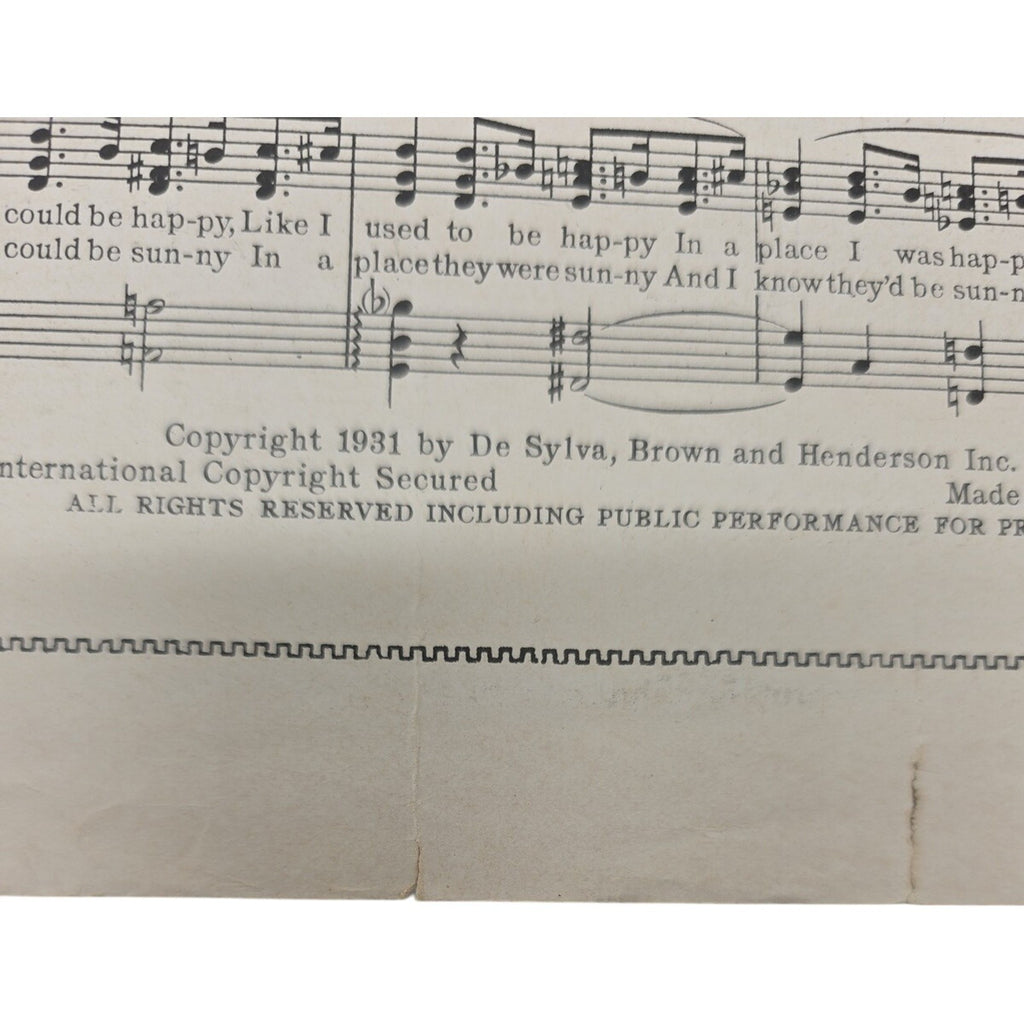 could be hap-py, Like I used to be hap-py In a place I was hap-p
could be sun-ny In a place they were sun-ny And I know they'd be sun-n
Copyright 1931 by De Sylva, Brown and Henderson Inc.
nternational Copyright Secured
Made
ALL RIGHTS RESERVED INCLUDING PUBLIC PERFORMANCE FOR PR